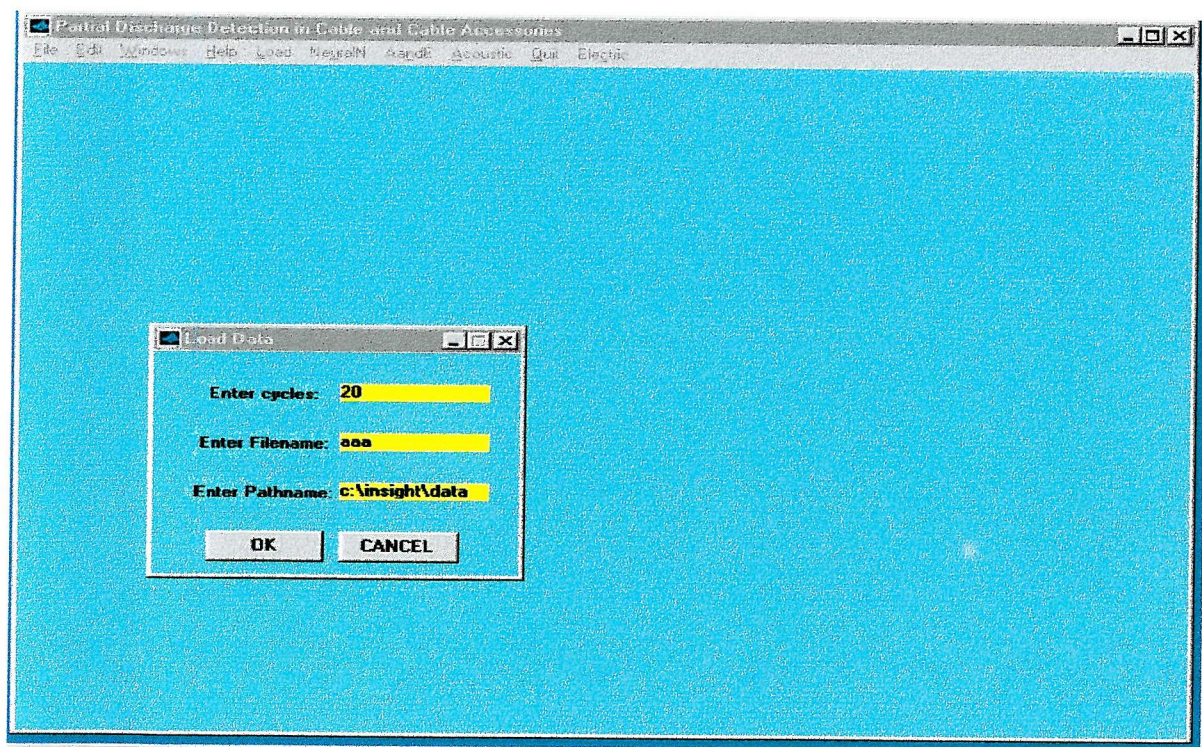 Partial Discharge Detection in Cable and Cable Accessories
File Edit Windows Help Load NeuralN AandE Acoustic Quit Electric
Load Data
Enter cycles: 20
Enter Filename: aaa
Enter Pathname: c:\insight\data
OK CANCEL